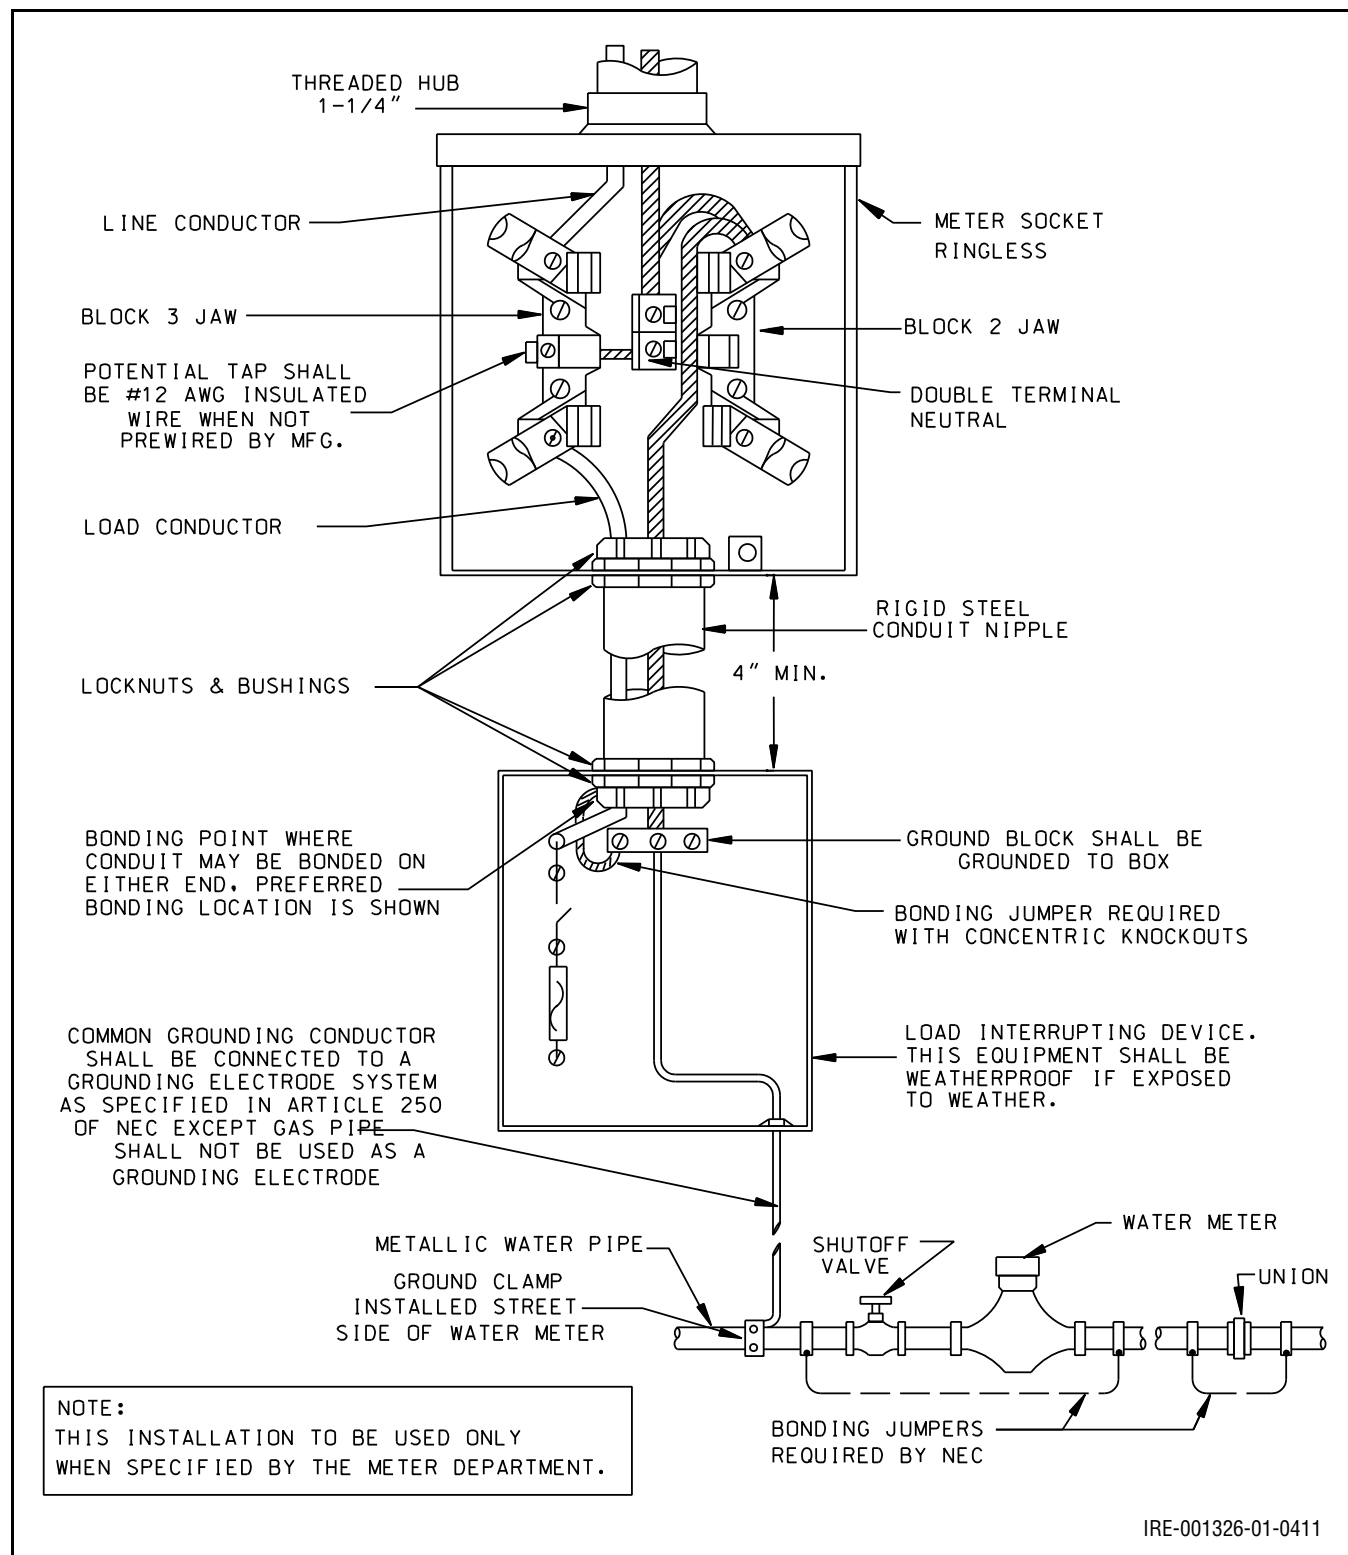 THREADED HUB
1-1/4"
LINE CONDUCTOR
METER SOCKET
RINGLESS
BLOCK 3 JAW
BLOCK 2 JAW
POTENTIAL TAP SHALL
BE #12 AWG INSULATED
WIRE WHEN NOT
PREWIRED BY MFG.
DOUBLE TERMINAL
NEUTRAL
LOAD CONDUCTOR
RIGID STEEL
CONDUIT NIPPLE
4" MIN.
LOCKNUTS & BUSHINGS
BONDING POINT WHERE
CONDUIT MAY BE BONDED ON
EITHER END. PREFERRED
BONDING LOCATION IS SHOWN
GROUND BLOCK SHALL BE
GROUNDED TO BOX
BONDING JUMPER REQUIRED
WITH CONCENTRIC KNOCKOUTS
COMMON GROUNDING CONDUCTOR
SHALL BE CONNECTED TO A
GROUNDING ELECTRODE SYSTEM
AS SPECIFIED IN ARTICLE 250
OF NEC EXCEPT GAS PIPE
SHALL NOT BE USED AS A
GROUNDING ELECTRODE
LOAD INTERRUPTING DEVICE.
THIS EQUIPMENT SHALL BE
WEATHERPROOF IF EXPOSED
TO WEATHER.
METALLIC WATER PIPE
SHUTOFF
VALVE
WATER METER
UNION
GROUND CLAMP
INSTALLED STREET
SIDE OF WATER METER
BONDING JUMPERS
REQUIRED BY NEC
NOTE:
THIS INSTALLATION TO BE USED ONLY
WHEN SPECIFIED BY THE METER DEPARTMENT.
IRE-001326-01-0411